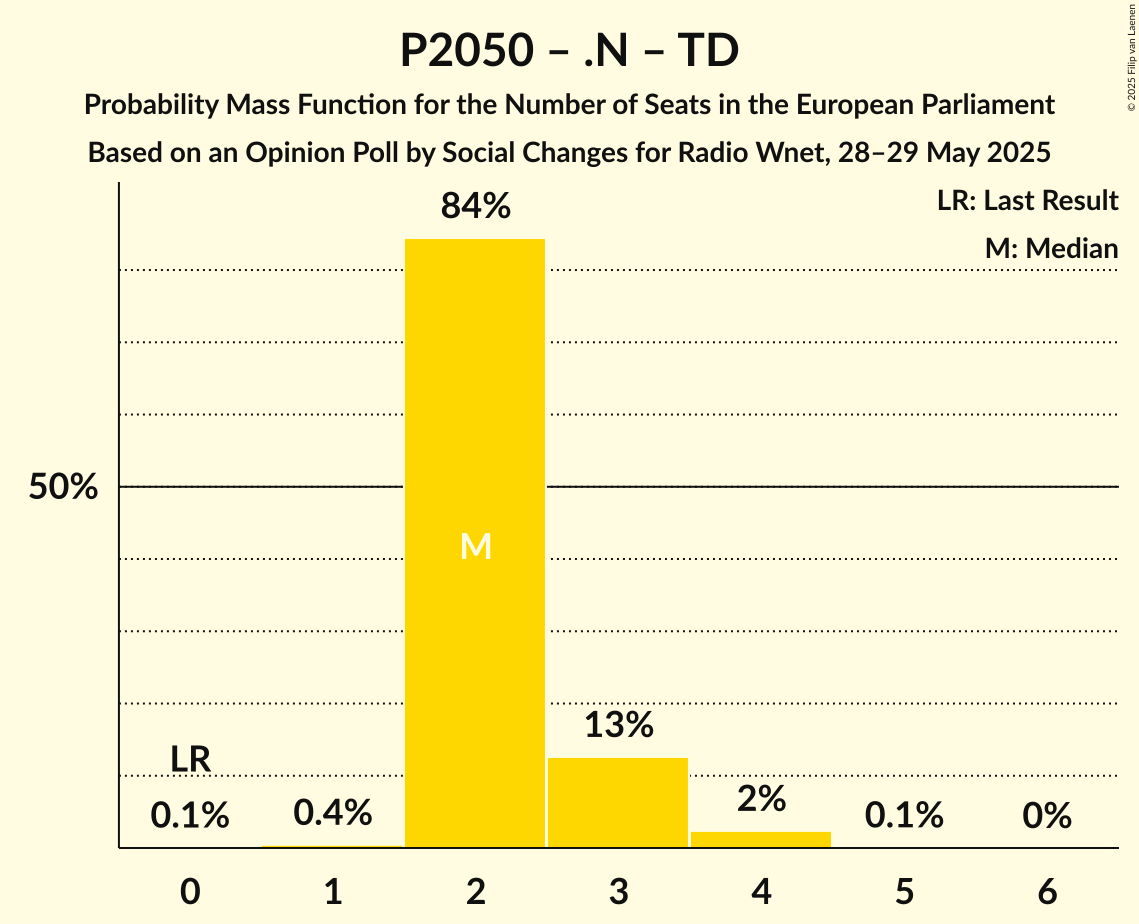 P2050 – .N – TD
Probability Mass Function for the Number of Seats in the European Parliament
Based on an Opinion Poll by Social Changes for Radio Wnet, 28–29 May 2025
© 2025 Filip van Laenen
LR: Last Result
M: Median
84%
50%
M
13%
LR
0.1%
0.4%
2%
0.1%
0%
0 1 2 3 4 5 6